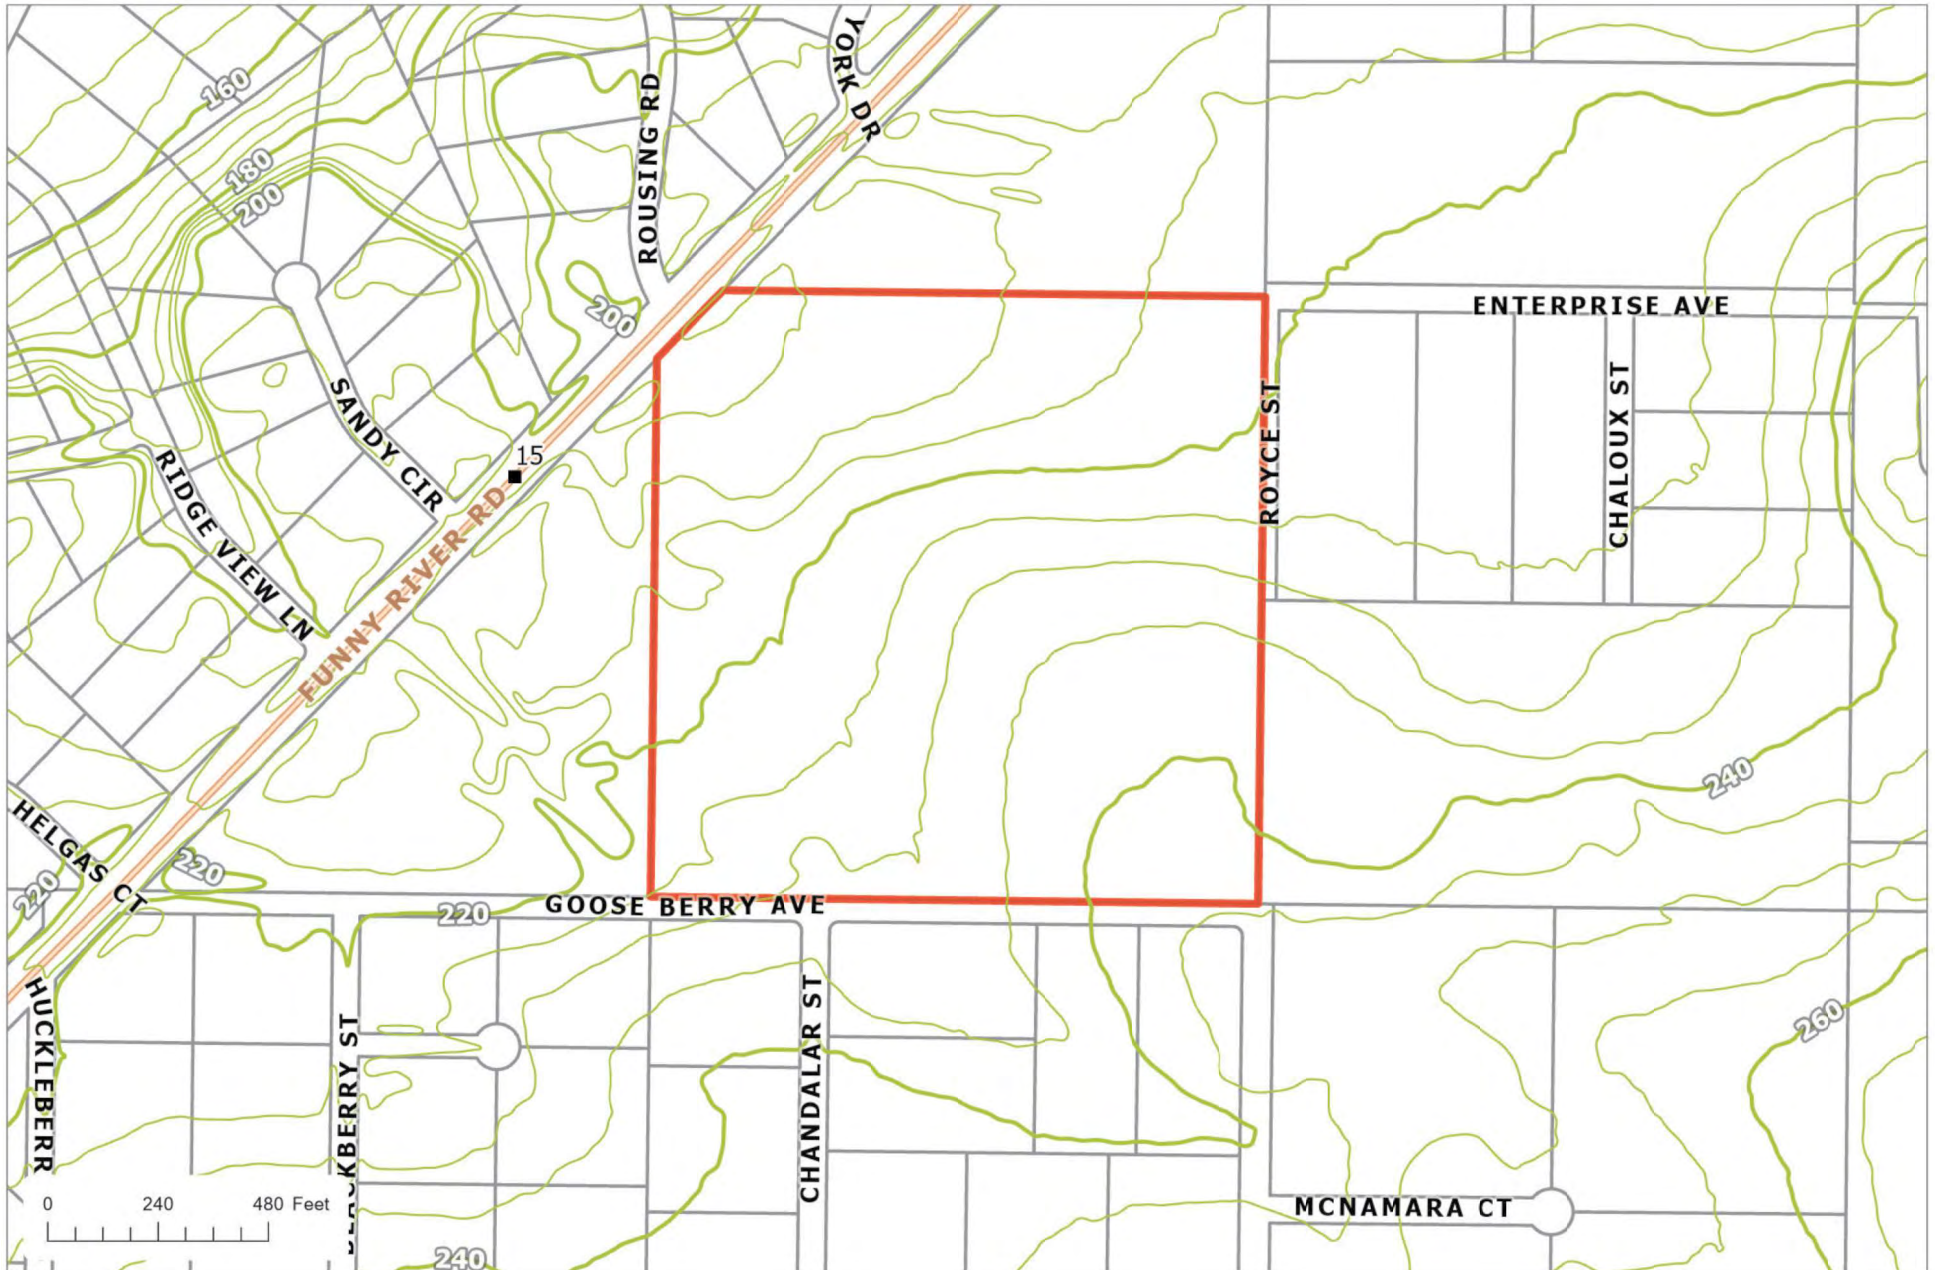 YORK DR
160
ROUSING RD
180
200
200
ENTERPRISE AVE
SANDY CIR
ROYCE ST
CHALOUX ST
15
RIDGE VIEW LN
FUNNY RIVER RD
240
HELGAS CT
220
220
220
GOOSE BERRY AVE
HUCKLEBERR
CHANDALAR ST
260
BLACKBERRY ST
0 240 480 Feet
MCNAMARA CT
240